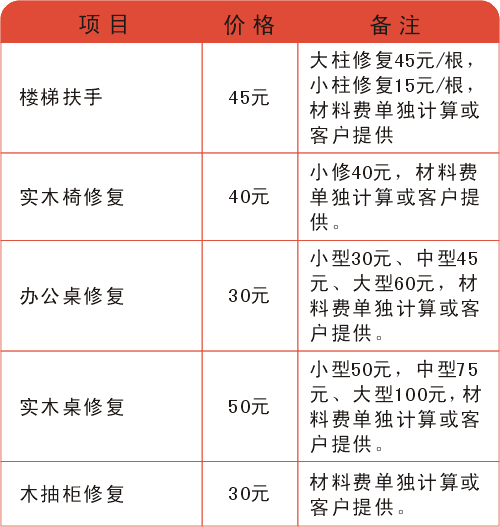 项目 价格 备注
楼梯扶手 45元 大柱修复45元/根,
小柱修复15元/根,
材料费单独计算或
客户提供
实木椅修复 40元 小修40元，材料费
单独计算或客户提
供。
办公桌修复 30元 小型30元、中型45
元、大型60元，材
料费单独计算或客
户提供。
实木桌修复 50元 小型50元，中型75
元、大型100元，材
料费单独计算或客
户提供。
木抽柜修复 30元 材料费单独计算或
客户提供。